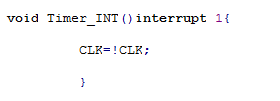 void Timer_INT()interrupt 1{
CLK=!CLK;
}